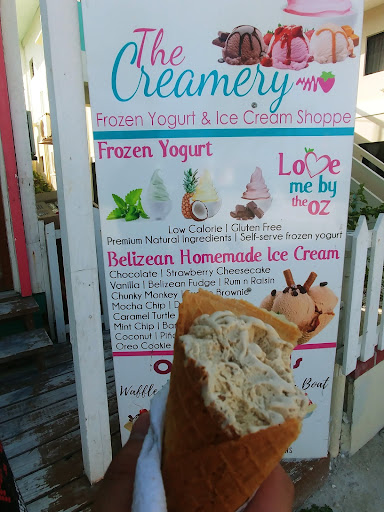 The
Creamery
Frozen Yogurt & Ice Cream Shoppe
Frozen Yogurt
Love
me by
the oz
Low Calorie | Gluten Free
Premium Natural ingredients | Self-serve frozen yogurt
Belizean Homemade Ice Cream
Chocolate | Strawberry Cheesecake
Vanilla | Belizean Fudge | Rum n Raisin
Chunky Monkey Brownie
Mocha Chip |
Caramel Turtle
Mint Chip |
Coconut |
Oreo Cookie
Waffle
Boat